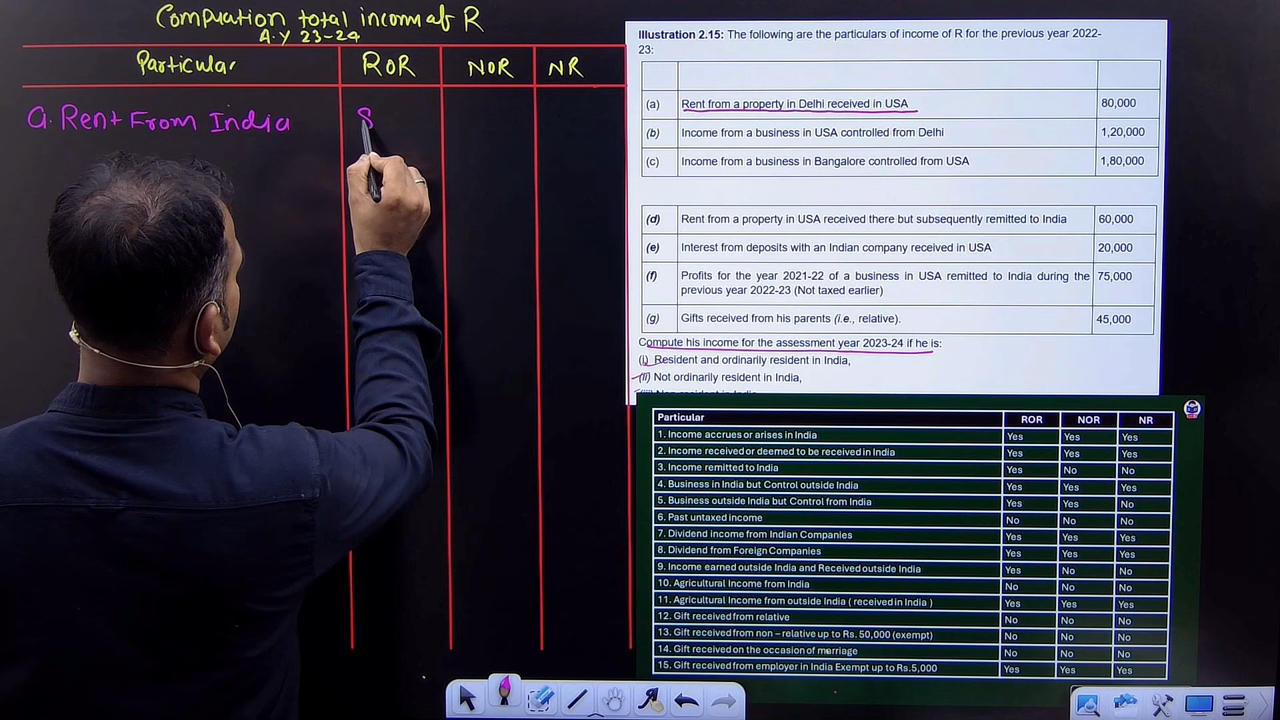 Compuation total income of R
A.Y 23-24
Particular ROR NOR NR
a. Rent From India 8
Illustration 2.15: The following are the particulars of income of R for the previous year 2022-
23:
(a) Rent from a property in Delhi received in USA 80,000
(b) Income from a business in USA controlled from Delhi 1,20,000
(c) Income from a business in Bangalore controlled from USA 1,80,000
(d) Rent from a property in USA received there but subsequently remitted to India 60,000
(e) Interest from deposits with an Indian company received in USA 20,000
(f) Profits for the year 2021-22 of a business in USA remitted to India during the 75,000
previous year 2022-23 (Not taxed earlier)
(g) Gifts received from his parents (i.e., relative). 45,000
Compute his income for the assessment year 2023-24 if he is:
(i) Resident and ordinarily resident in India,
(ii) Not ordinarily resident in India,
Particular ROR NOR NR
1. Income accrues or arises in India Yes Yes Yes
2. Income received or deemed to be received in India Yes Yes Yes
3. Income remitted to India Yes No No
4. Business in India but Control outside India Yes Yes Yes
5. Business outside India but Control from India Yes Yes No
6. Past untaxed income No No No
7. Dividend income from Indian Companies Yes Yes Yes
8. Dividend from Foreign Companies Yes Yes Yes
9. Income earned outside India and Received outside India Yes No No
10. Agricultural Income from India No No No
11. Agricultural Income from outside India ( received in India ) Yes Yes Yes
12. Gift received from relative No No No
13. Gift received from non – relative up to Rs. 50,000 (exempt) No No No
14. Gift received on the occasion of marriage No No No
15. Gift received from employer in India Exempt up to Rs.5,000 Yes Yes Yes